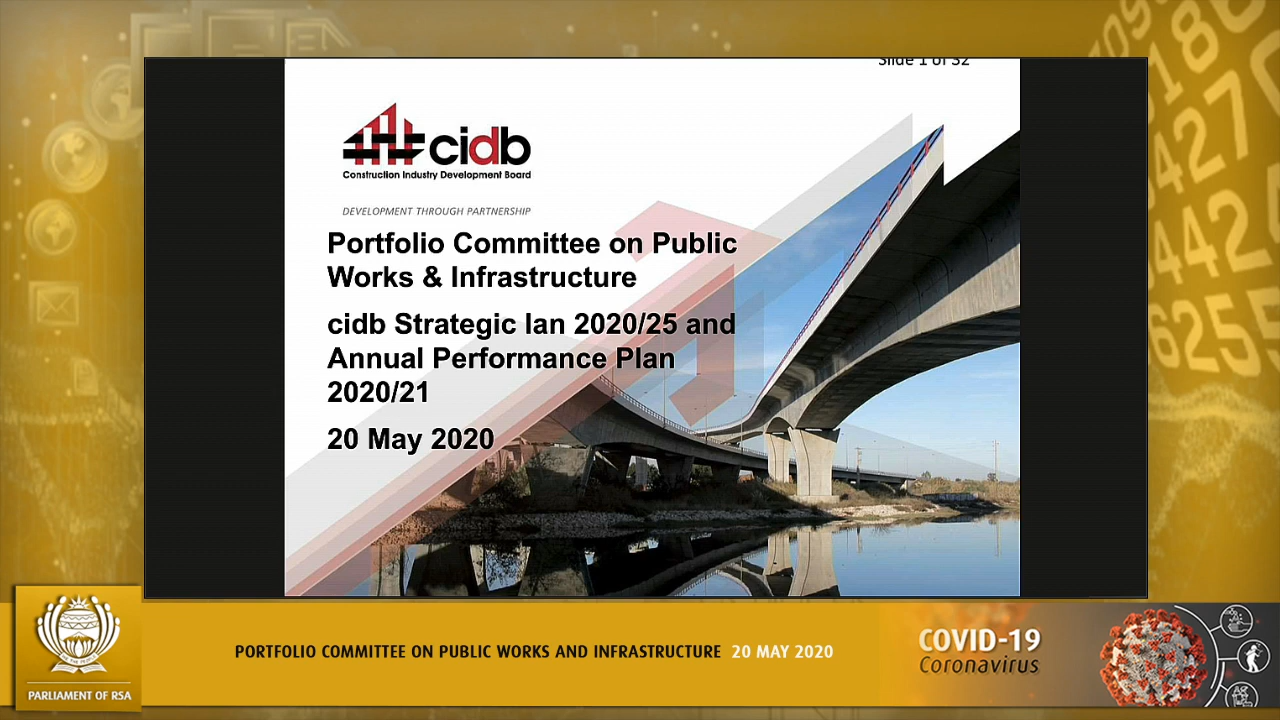 Slide 1 of 32
cidb
Construction Industry Development Board
DEVELOPMENT THROUGH PARTNERSHIP
Portfolio Committee on Public
Works & Infrastructure
cidb Strategic lan 2020/25 and
Annual Performance Plan
2020/21
20 May 2020
PORTFOLIO COMMITTEE ON PUBLIC WORKS AND INFRASTRUCTURE 20 MAY 2020
COVID-19
Coronavirus
PARLIAMENT OF RSA